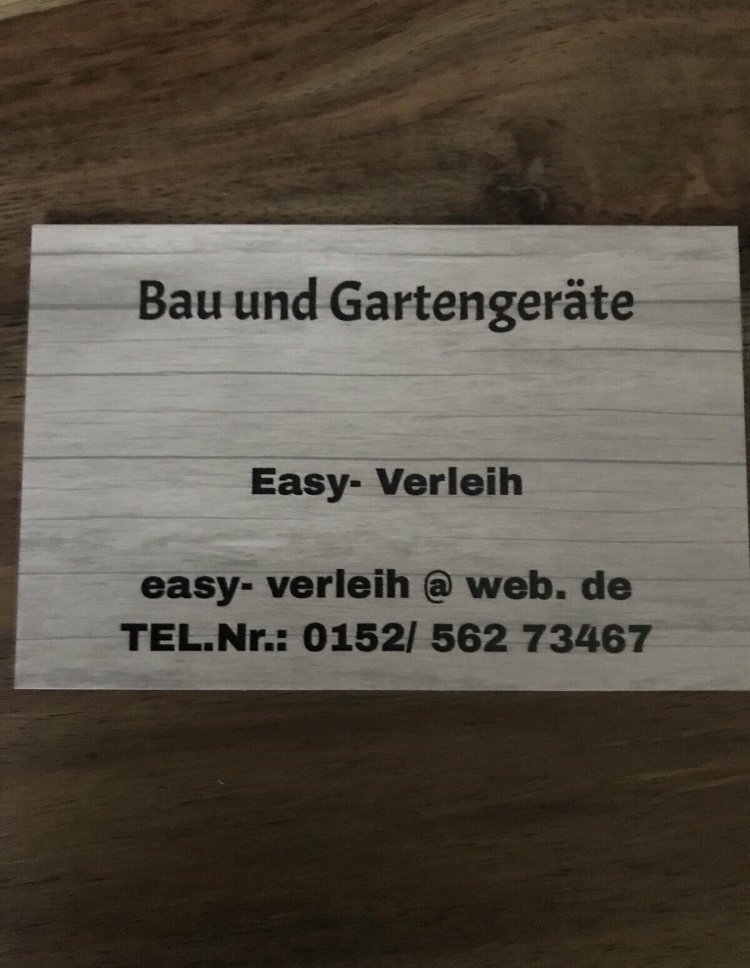 Bau und Gartengeräte
Easy- Verleih
easy- verleih @ web. de
TEL.Nr.: 0152/ 562 73467